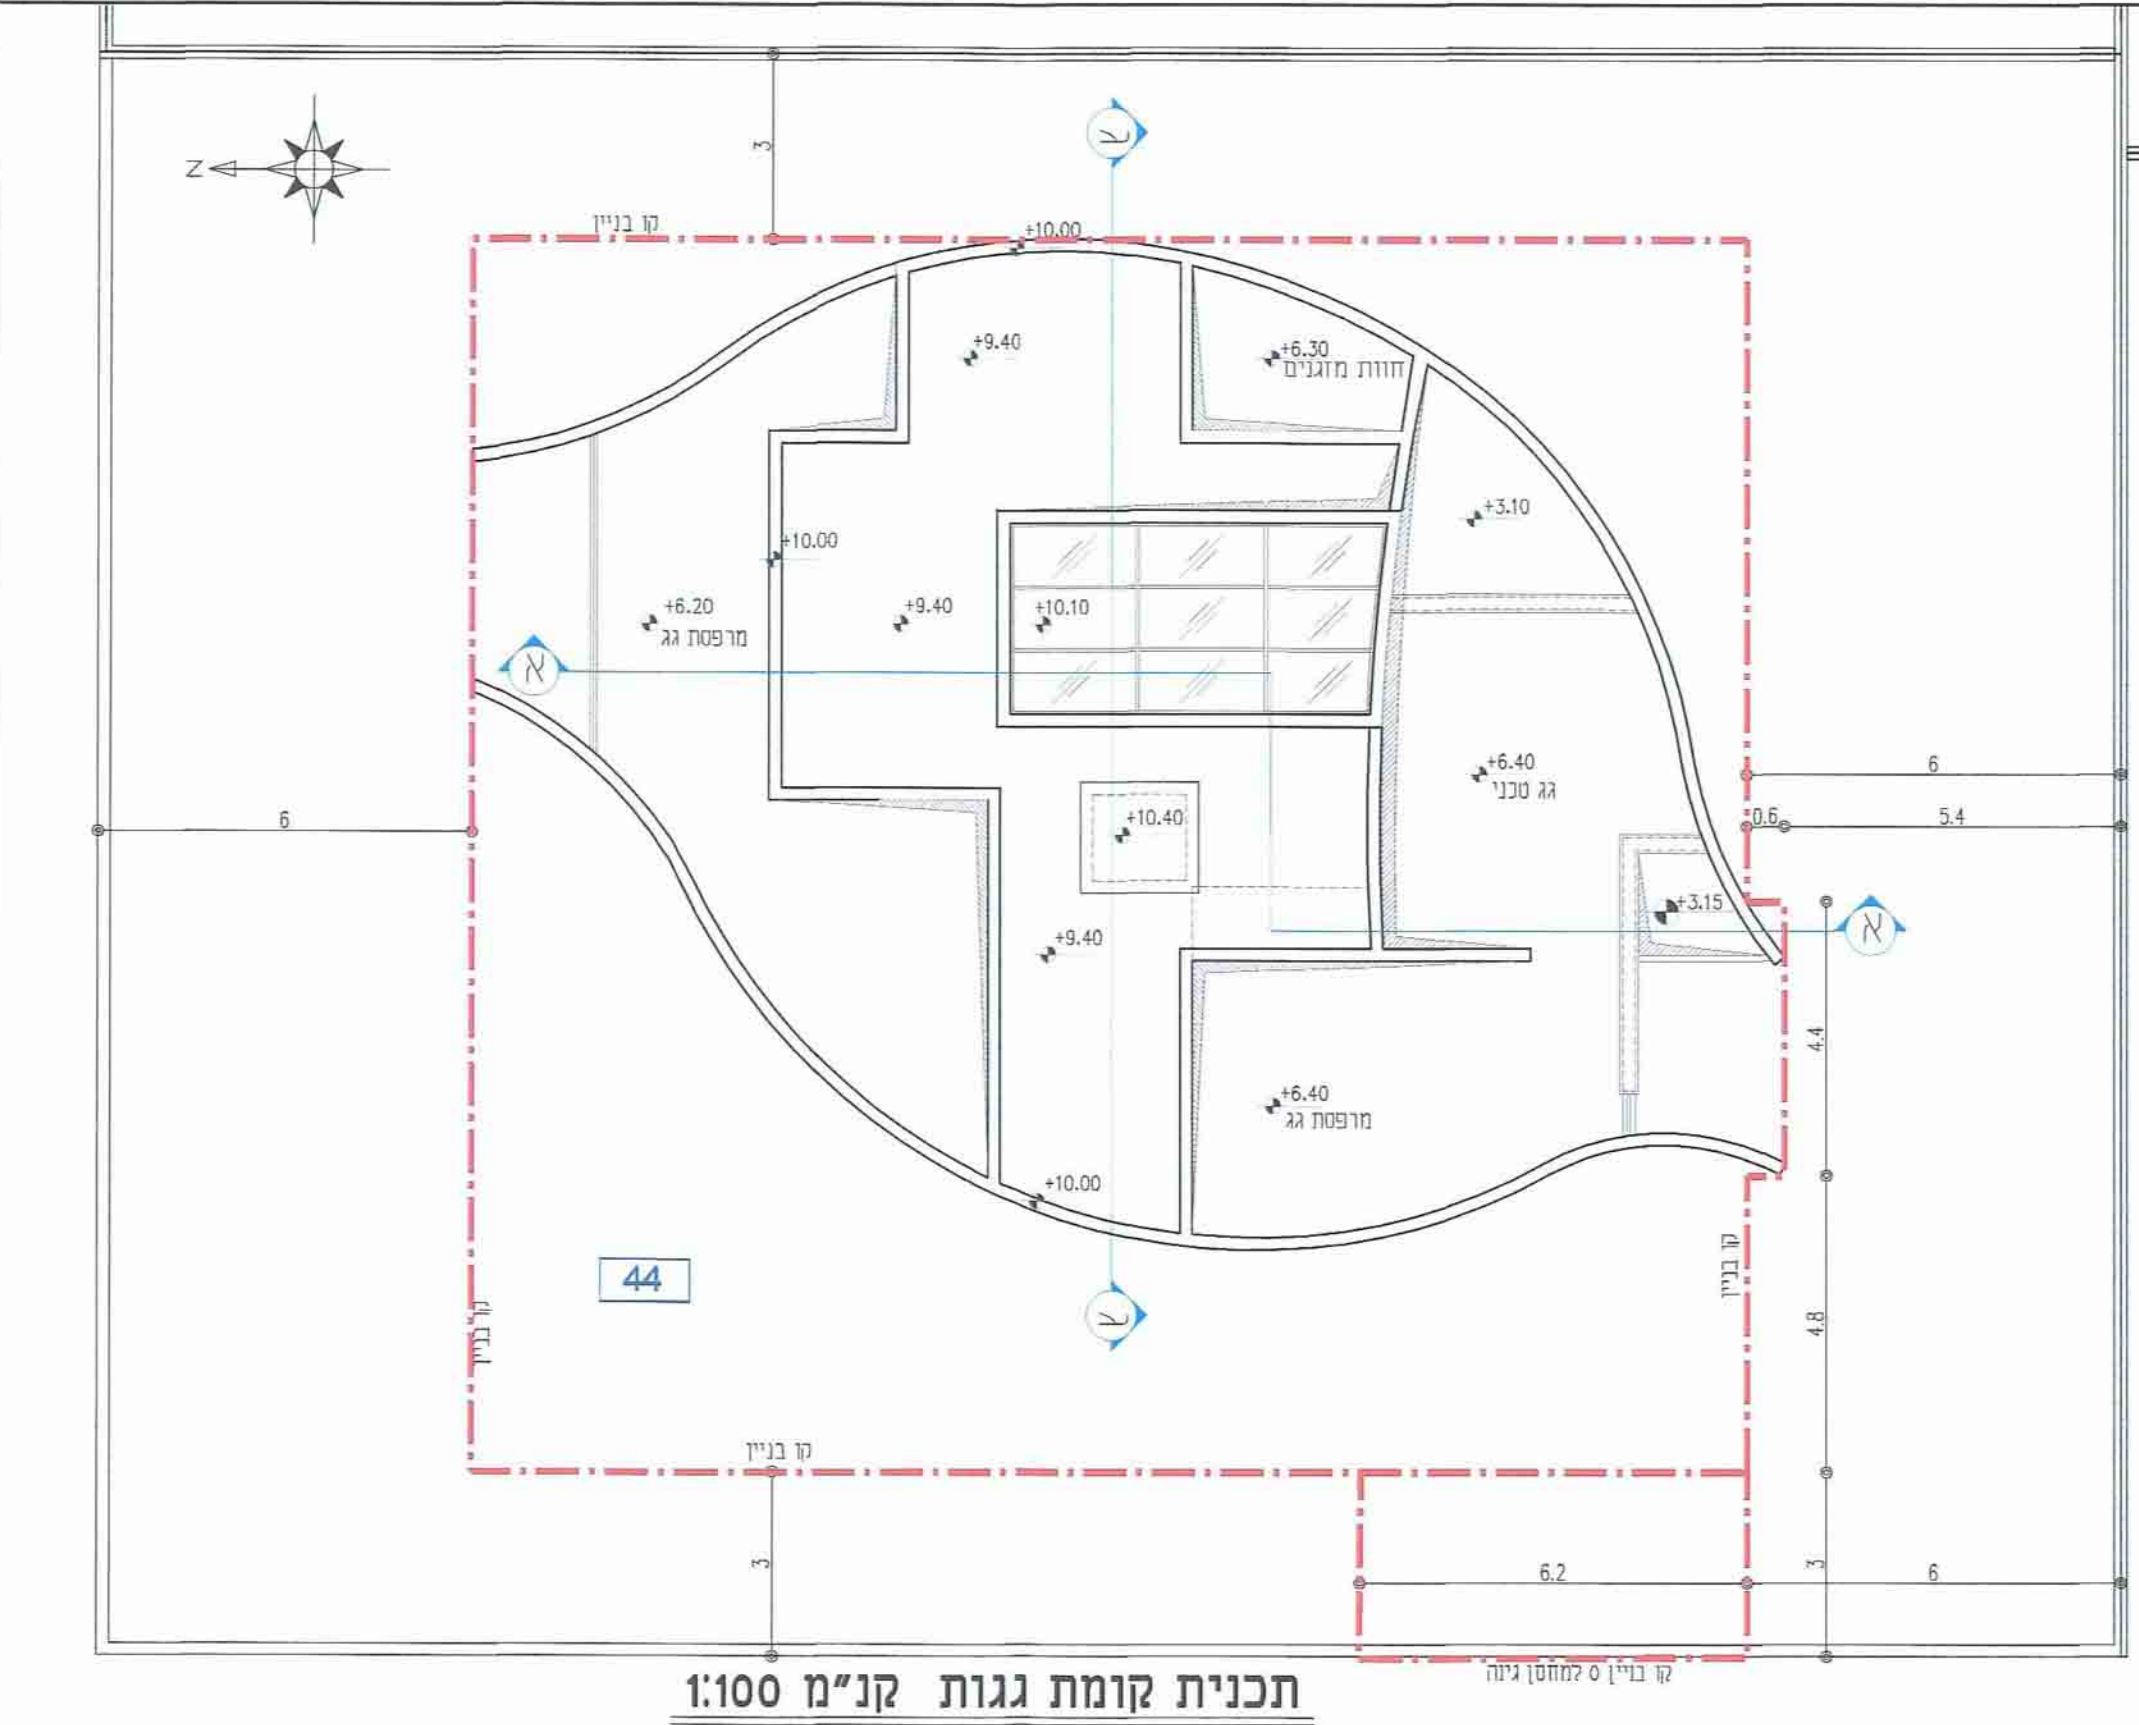 N
3
ש
קו בניין
+10.00
+9.40
+6.30
חוות מזגנים
+3.10
+10.00
+6.20
מרפסת גג
+9.40
+10.10
א
+6.40
גג טכני
6
0.6
5.4
6
+10.40
+3.15
א
+9.40
4.4
+6.40
מרפסת גג
+10.00
קו בניין
44
ש
4.8
קו בניין
קו בניין
3
6.2
3
6
קו בניין 0 למחסן גינה
תכנית קומת גגות קנ"מ 1:100